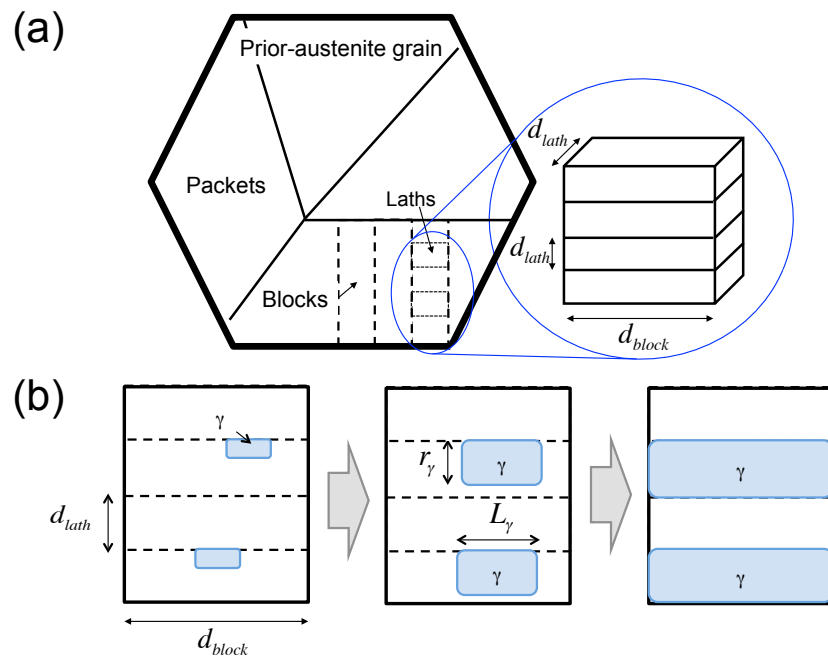 (a)
Prior-austenite grain
Packets
Laths
Blocks
d_lath
d_lath
d_block
(b)
γ
d_lath
d_block
r_γ
γ
L_γ
γ
γ
γ